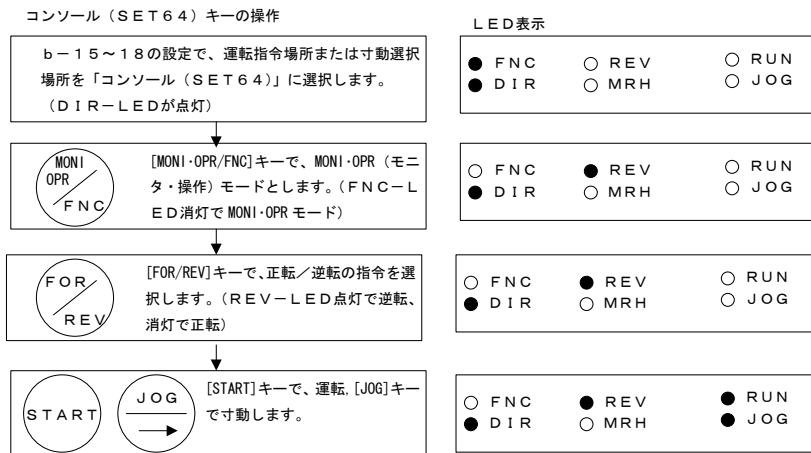 コンソール（ＳＥＴ６４）キーの操作
ＬＥＤ表示
ｂ－１５～１８の設定で、運転指令場所または寸動選択
場所を「コンソール（ＳＥＴ６４）」に選択します。
（ＤＩＲ－ＬＥＤが点灯）
● ＦＮＣ ○ ＲＥＶ ○ ＲＵＮ
● ＤＩＲ ○ ＭＲＨ ○ ＪＯＧ
MONI
OPR
ＦＮＣ
[MONI･OPR/FNC]キーで、MONI･OPR（モニ
タ・操作）モードとします。（ＦＮＣ－Ｌ
ＥＤ消灯で MONI･OPR モード）
○ ＦＮＣ ● ＲＥＶ ○ ＲＵＮ
● ＤＩＲ ○ ＭＲＨ ○ ＪＯＧ
ＦＯＲ
ＲＥＶ
[FOR/REV]キーで、正転／逆転の指令を選
択します。（ＲＥＶ－ＬＥＤ点灯で逆転、
消灯で正転）
○ ＦＮＣ ● ＲＥＶ ○ ＲＵＮ
● ＤＩＲ ○ ＭＲＨ ○ ＪＯＧ
ＳＴＡＲＴ
ＪＯＧ
[START]キーで、運転,[JOG]キー
で寸動します。
○ ＦＮＣ ● ＲＥＶ ● ＲＵＮ
● ＤＩＲ ○ ＭＲＨ ● ＪＯＧ